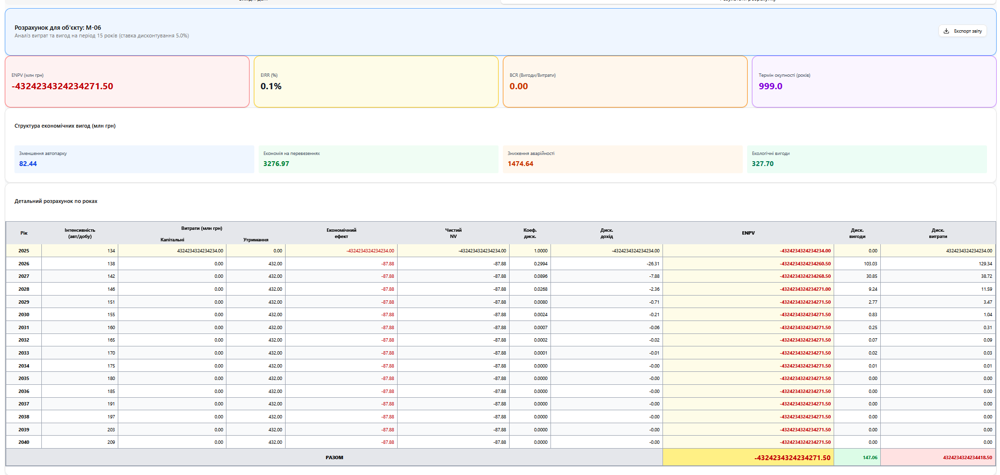 Розрахунок для об'єкту: М-06
Аналіз витрат та вигод на період 15 років (ставка дисконтування 5.0%)
Експорт звіту
ENPV (млн грн)
-4324234324234271.50
EIRR (%)
0.1%
BCR (Вигоди/Витрати)
0.00
Термін окупності (років)
999.0
Структура економічних вигод (млн грн)
Зменшення автопарку
82.44
Економія на перевезеннях
3276.97
Зниження аварійності
1474.64
Екологічні вигоди
327.70
Детальний розрахунок по роках
Рік Інтенсивність (авт/добу) Витрати (млн грн) Капітальні Утримання Економічний ефект Чистий NV Коеф. диск. Диск. дохід ENPV Диск. вигоди Диск. витрати
2025 134 4324234324234234.00 0.00 -4324234324234234.00 -4324234324234234.00 1.0000 -4324234324234234.00 -4324234324234234.00 0.00 4324234324234234.00
2026 138 0.00 432.00 -87.88 -87.88 0.2994 -26.31 -4324234324234260.50 103.03 129.34
2027 142 0.00 432.00 -87.88 -87.88 0.0896 -7.88 -4324234324234268.50 30.85 38.72
2028 146 0.00 432.00 -87.88 -87.88 0.0268 -2.36 -4324234324234271.00 9.24 11.59
2029 151 0.00 432.00 -87.88 -87.88 0.0080 -0.71 -4324234324234271.50 2.77 3.47
2030 155 0.00 432.00 -87.88 -87.88 0.0024 -0.21 -4324234324234271.50 0.83 1.04
2031 160 0.00 432.00 -87.88 -87.88 0.0007 -0.06 -4324234324234271.50 0.25 0.31
2032 165 0.00 432.00 -87.88 -87.88 0.0002 -0.02 -4324234324234271.50 0.07 0.09
2033 170 0.00 432.00 -87.88 -87.88 0.0001 -0.01 -4324234324234271.50 0.02 0.03
2034 175 0.00 432.00 -87.88 -87.88 0.0000 -0.00 -4324234324234271.50 0.01 0.01
2035 180 0.00 432.00 -87.88 -87.88 0.0000 -0.00 -4324234324234271.50 0.00 0.00
2036 185 0.00 432.00 -87.88 -87.88 0.0000 -0.00 -4324234324234271.50 0.00 0.00
2037 191 0.00 432.00 -87.88 -87.88 0.0000 -0.00 -4324234324234271.50 0.00 0.00
2038 197 0.00 432.00 -87.88 -87.88 0.0000 -0.00 -4324234324234271.50 0.00 0.00
2039 203 0.00 432.00 -87.88 -87.88 0.0000 -0.00 -4324234324234271.50 0.00 0.00
2040 209 0.00 432.00 -87.88 -87.88 0.0000 -0.00 -4324234324234271.50 0.00 0.00
РАЗОМ -4324234324234271.50 147.06 4324234324234418.50